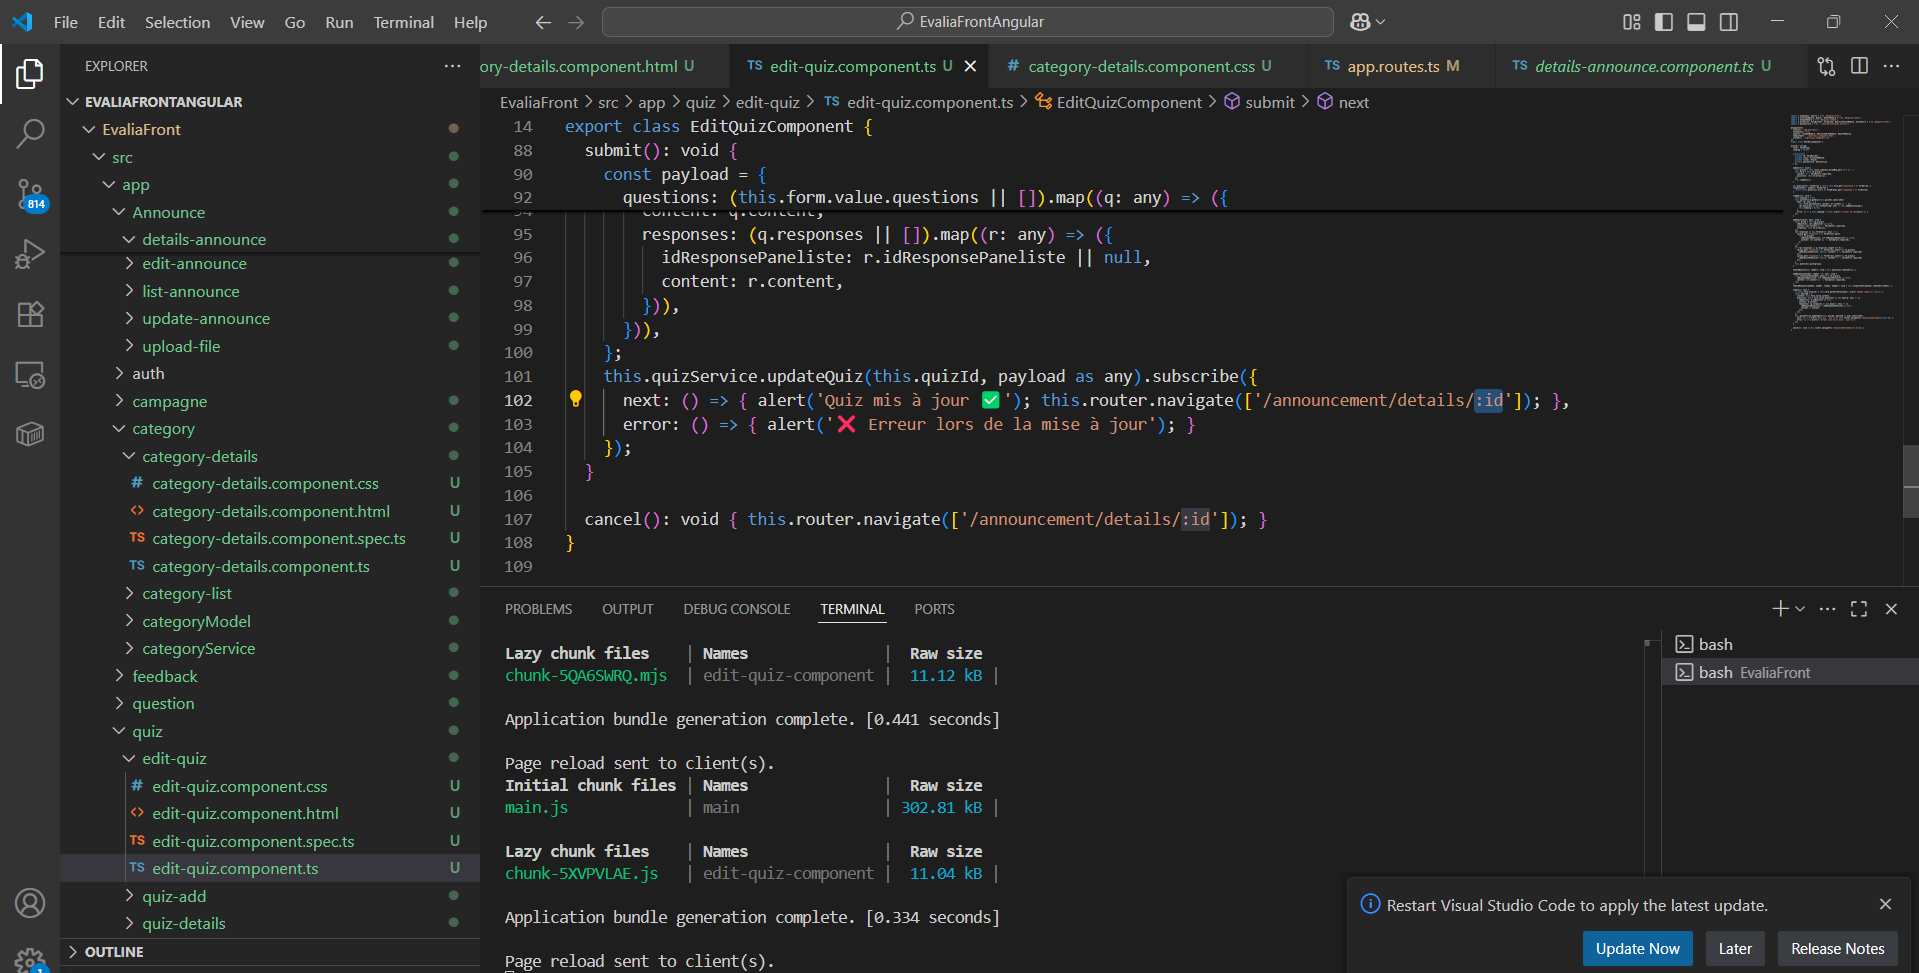 File Edit Selection View Go Run Terminal Help
EvaliaFrontAngular
EXPLORER
ory-details.component.html U
TS edit-quiz.component.ts U
# category-details.component.css U
TS app.routes.ts M
TS details-announce.component.ts U
EvaliaFront > src > app > quiz > edit-quiz > TS edit-quiz.component.ts > EditQuizComponent > submit > next
EVALIAFRONTANGULAR
EvaliaFront
src
app
Announce
details-announce
edit-announce
list-announce
update-announce
upload-file
auth
campagne
category
category-details
# category-details.component.css U
<> category-details.component.html U
TS category-details.component.spec.ts U
TS category-details.component.ts U
category-list
categoryModel
categoryService
feedback
question
quiz
edit-quiz
# edit-quiz.component.css U
<> edit-quiz.component.html U
TS edit-quiz.component.spec.ts U
TS edit-quiz.component.ts U
quiz-add
quiz-details
OUTLINE
814
1
14 export class EditQuizComponent {
88 submit(): void {
90 const payload = {
92 questions: (this.form.value.questions || []).map((q: any) => ({
94 content: q.content,
95 responses: (q.responses || []).map((r: any) => ({
96 idResponsePaneliste: r.idResponsePaneliste || null,
97 content: r.content,
98 })),
99 })),
100 };
101 this.quizService.updateQuiz(this.quizId, payload as any).subscribe({
102 next: () => { alert('Quiz mis à jour ✅'); this.router.navigate(['/announcement/details/:id']); },
103 error: () => { alert('❌ Erreur lors de la mise à jour'); }
104 });
105 }
106
107 cancel(): void { this.router.navigate(['/announcement/details/:id']); }
108 }
109
PROBLEMS OUTPUT DEBUG CONSOLE TERMINAL PORTS
Lazy chunk files | Names | Raw size
chunk-5QA6SWRQ.mjs | edit-quiz-component | 11.12 kB |
Application bundle generation complete. [0.441 seconds]
Page reload sent to client(s).
Initial chunk files | Names | Raw size
main.js | main | 302.81 kB |
Lazy chunk files | Names | Raw size
chunk-5XVPVLAE.js | edit-quiz-component | 11.04 kB |
Application bundle generation complete. [0.334 seconds]
Page reload sent to client(s).
bash
bash EvaliaFront
Restart Visual Studio Code to apply the latest update.
Update Now Later Release Notes